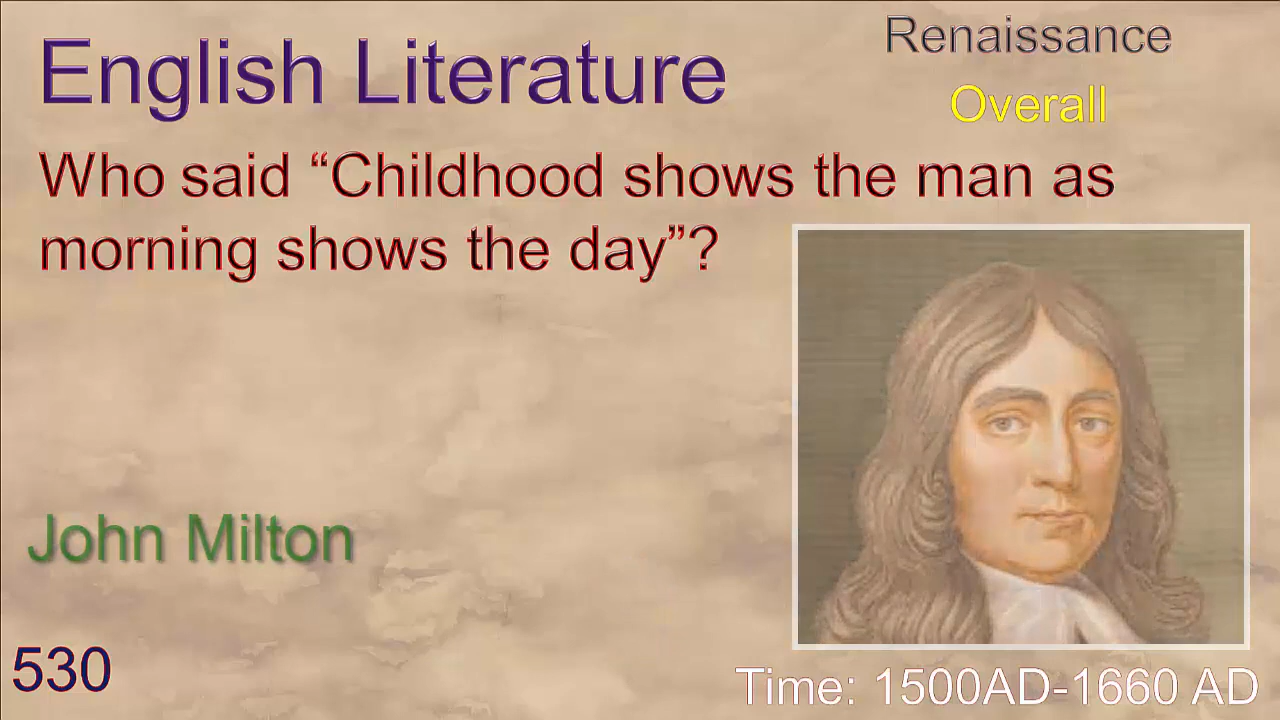 English Literature
Renaissance
Overall
Who said “Childhood shows the man as
morning shows the day”?
John Milton
530
Time: 1500AD-1660 AD